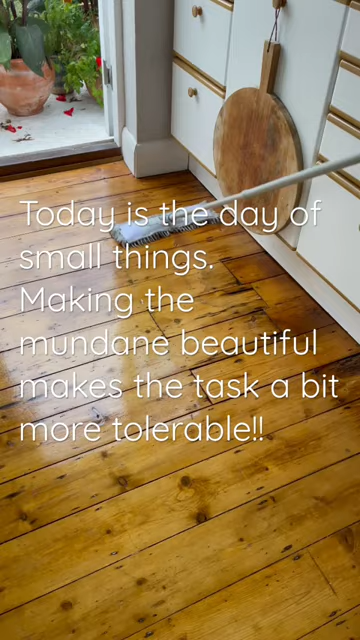 Today is the day of
small things.
Making the
mundane beautiful
makes the task a bit
more tolerable!!